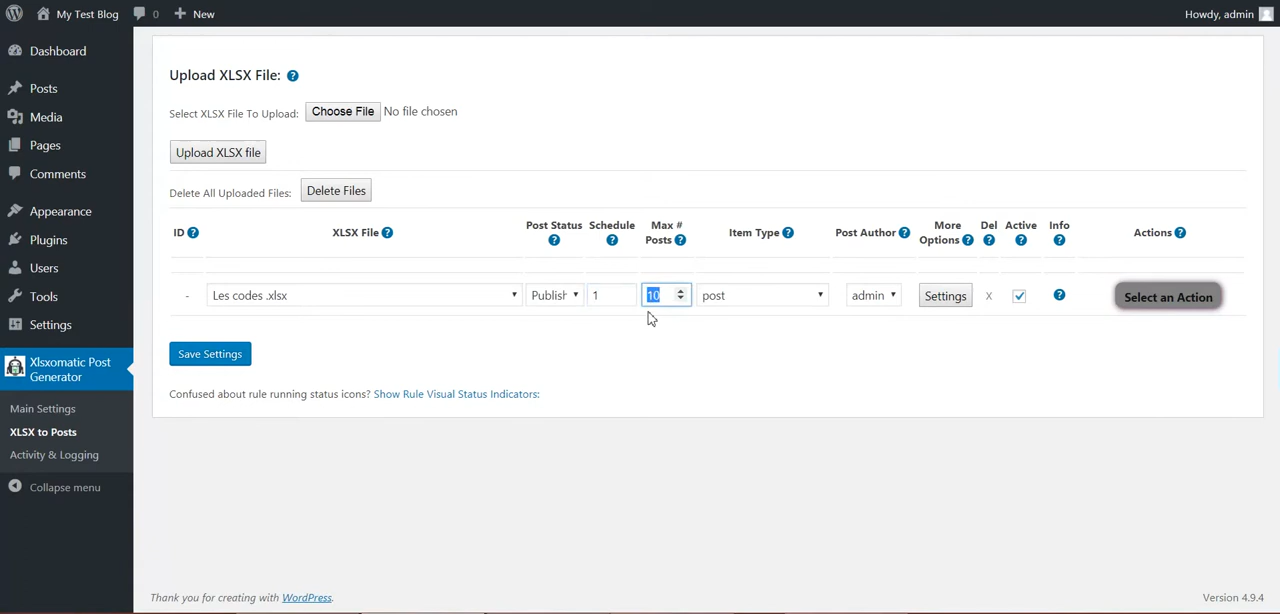 My Test Blog 0 New Howdy, admin
Dashboard
Posts
Media
Pages
Comments
Appearance
Plugins
Users
Tools
Settings
Xlsxomatic Post
Generator
Main Settings
XLSX to Posts
Activity & Logging
Collapse menu
Upload XLSX File: ?
Select XLSX File To Upload: Choose File No file chosen
Upload XLSX file
Delete All Uploaded Files: Delete Files
ID ? XLSX File ? Post Status ? Schedule ? Max # Posts ? Item Type ? Post Author ? More Options ? Del ? Active ? Info ? Actions ?
- Les codes .xlsx Publish 1 10 post admin Settings X ? Select an Action
Save Settings
Confused about rule running status icons? Show Rule Visual Status Indicators:
Thank you for creating with WordPress. Version 4.9.4